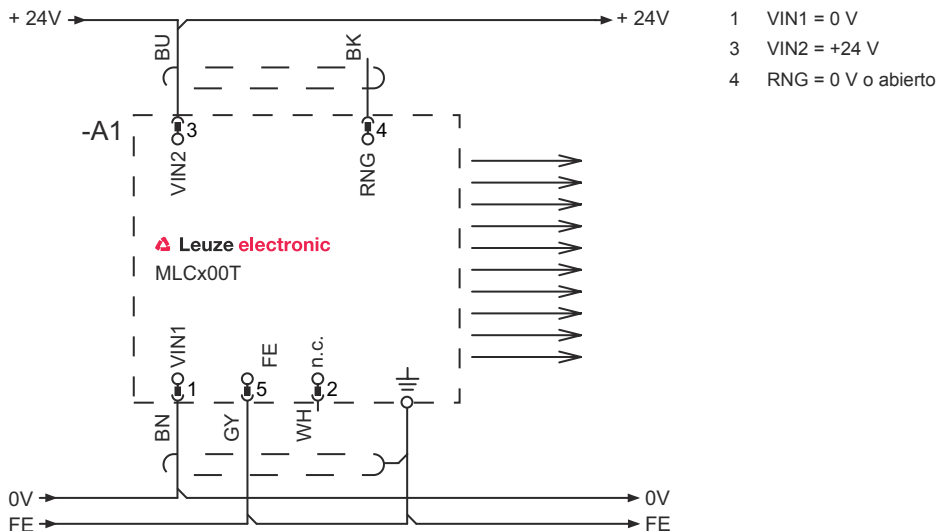 + 24V
+ 24V
1 VIN1 = 0 V
3 VIN2 = +24 V
4 RNG = 0 V o abierto
BU
BK
-A1
3
4
VIN2
RNG
Leuze electronic
MLCx00T
VIN1
FE
n.c.
1
5
2
BN
GY
WH
0V
0V
FE
FE